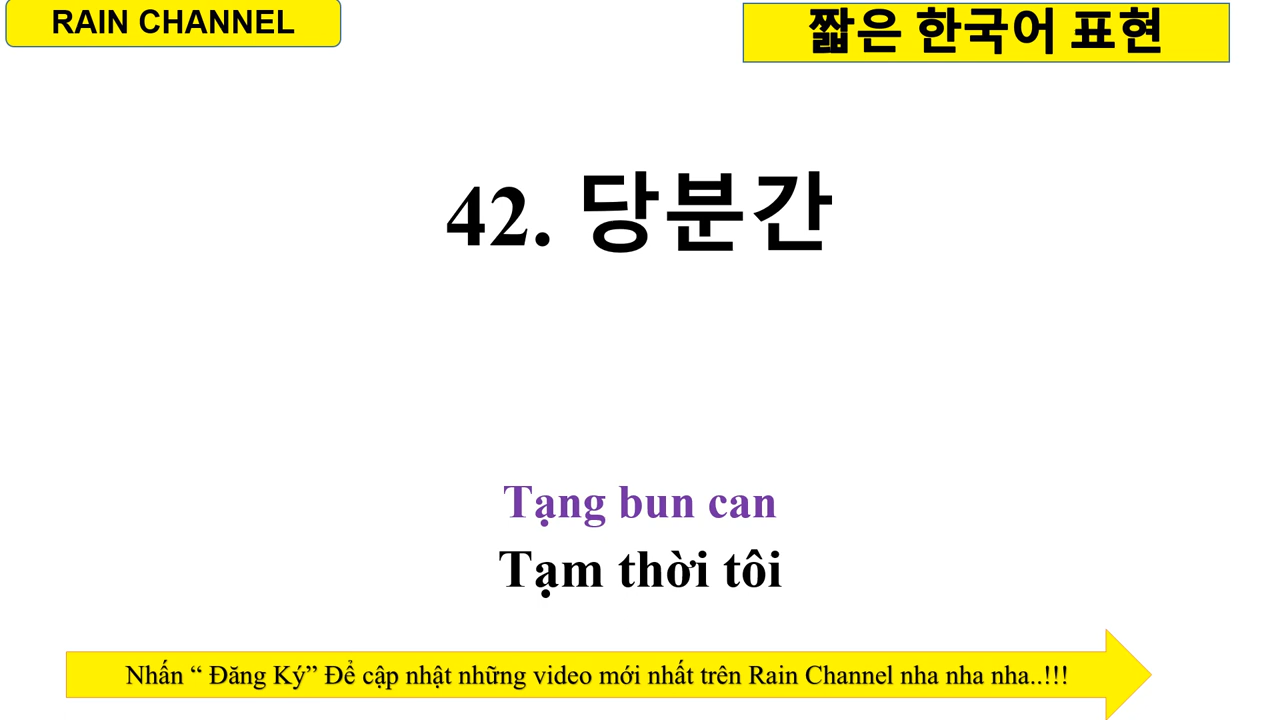 RAIN CHANNEL
짧은 한국어 표현
42. 당분간
Tạng bun can
Tạm thời tôi
Nhấn “ Đăng Ký” Để cập nhật những video mới nhất trên Rain Channel nha nha nha..!!!